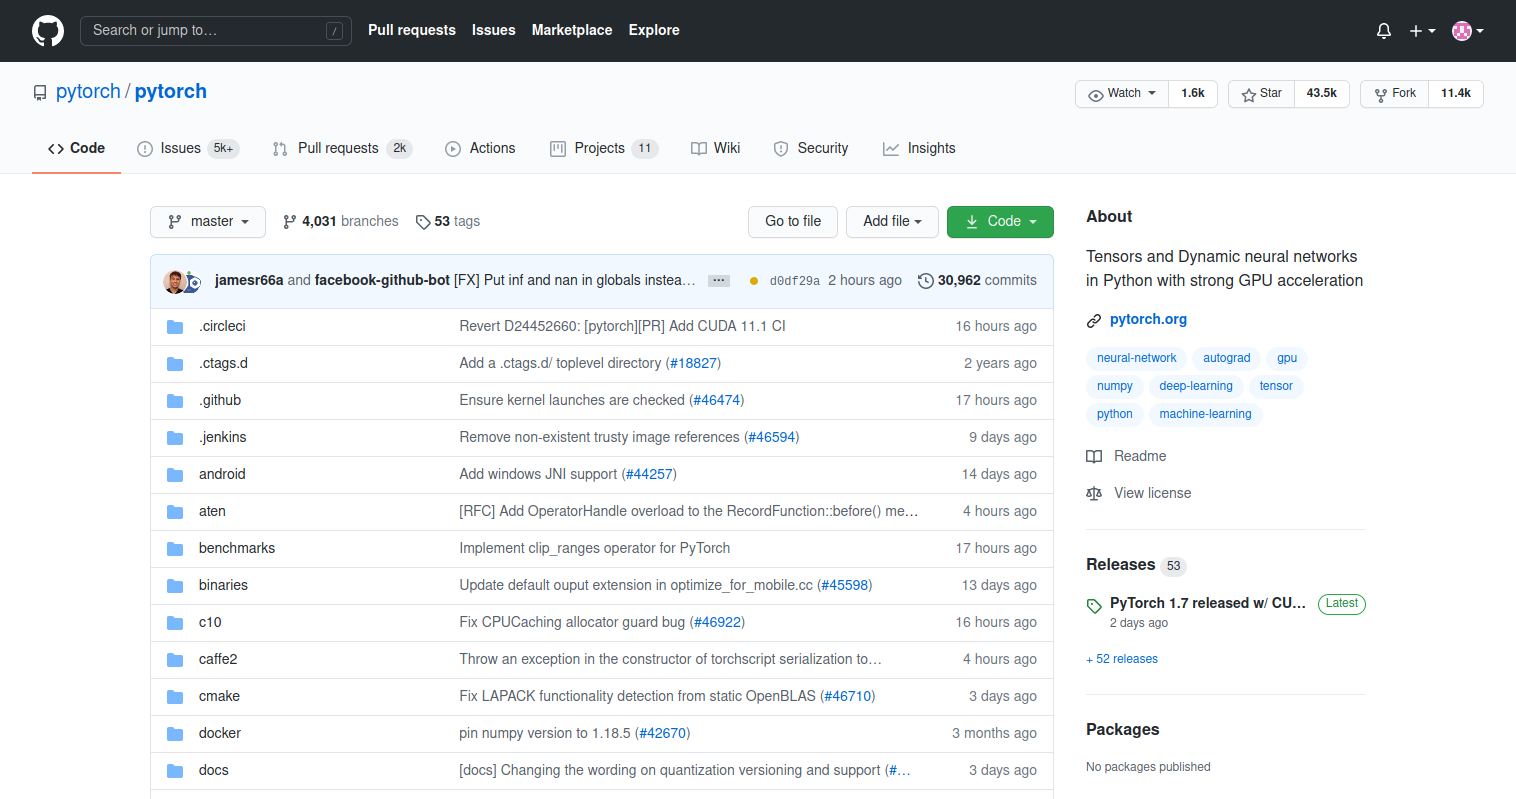 Search or jump to… /
Pull requests Issues Marketplace Explore
pytorch / pytorch
Watch 1.6k Star 43.5k Fork 11.4k
Code Issues 5k+ Pull requests 2k Actions Projects 11 Wiki Security Insights
master 4,031 branches 53 tags
Go to file Add file Code
jamesr66a and facebook-github-bot [FX] Put inf and nan in globals instea… ... d0df29a 2 hours ago 30,962 commits
.circleci Revert D24452660: [pytorch][PR] Add CUDA 11.1 CI 16 hours ago
.ctags.d Add a .ctags.d/ toplevel directory (#18827) 2 years ago
.github Ensure kernel launches are checked (#46474) 17 hours ago
.jenkins Remove non-existent trusty image references (#46594) 9 days ago
android Add windows JNI support (#44257) 14 days ago
aten [RFC] Add OperatorHandle overload to the RecordFunction::before() me… 4 hours ago
benchmarks Implement clip_ranges operator for PyTorch 17 hours ago
binaries Update default ouput extension in optimize_for_mobile.cc (#45598) 13 days ago
c10 Fix CPUCaching allocator guard bug (#46922) 16 hours ago
caffe2 Throw an exception in the constructor of torchscript serialization to… 4 hours ago
cmake Fix LAPACK functionality detection from static OpenBLAS (#46710) 3 days ago
docker pin numpy version to 1.18.5 (#42670) 3 months ago
docs [docs] Changing the wording on quantization versioning and support (#… 3 days ago
About
Tensors and Dynamic neural networks
in Python with strong GPU acceleration
pytorch.org
neural-network autograd gpu
numpy deep-learning tensor
python machine-learning
Readme
View license
Releases 53
PyTorch 1.7 released w/ CU… Latest
2 days ago
+ 52 releases
Packages
No packages published